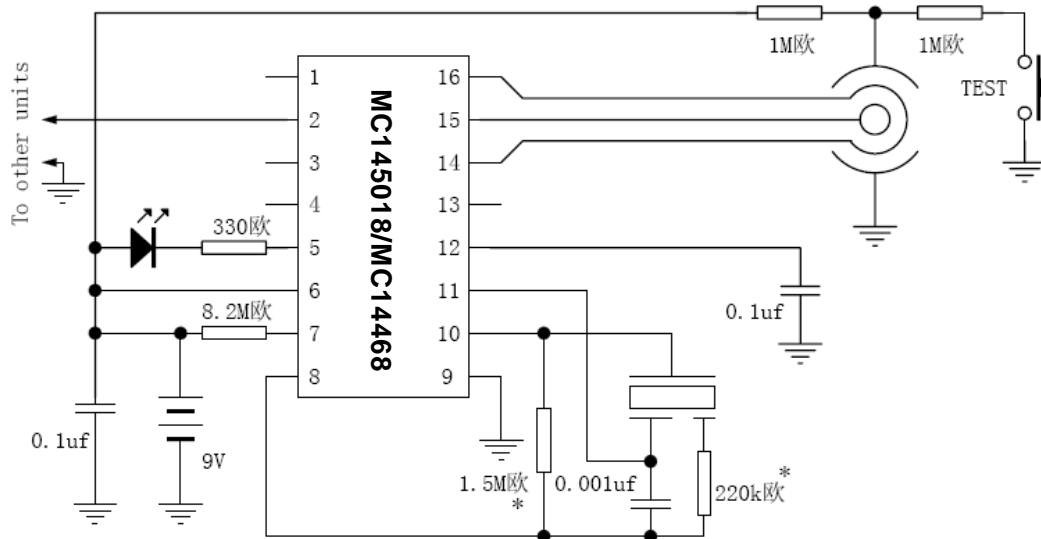 1M欧
1M欧
TEST
To other units
MC145018/MC14468
1
2
3
4
5
6
7
8
16
15
14
13
12
11
10
9
330欧
8.2M欧
0.1uf
9V
0.1uf
1.5M欧
*
0.001uf
220k欧*